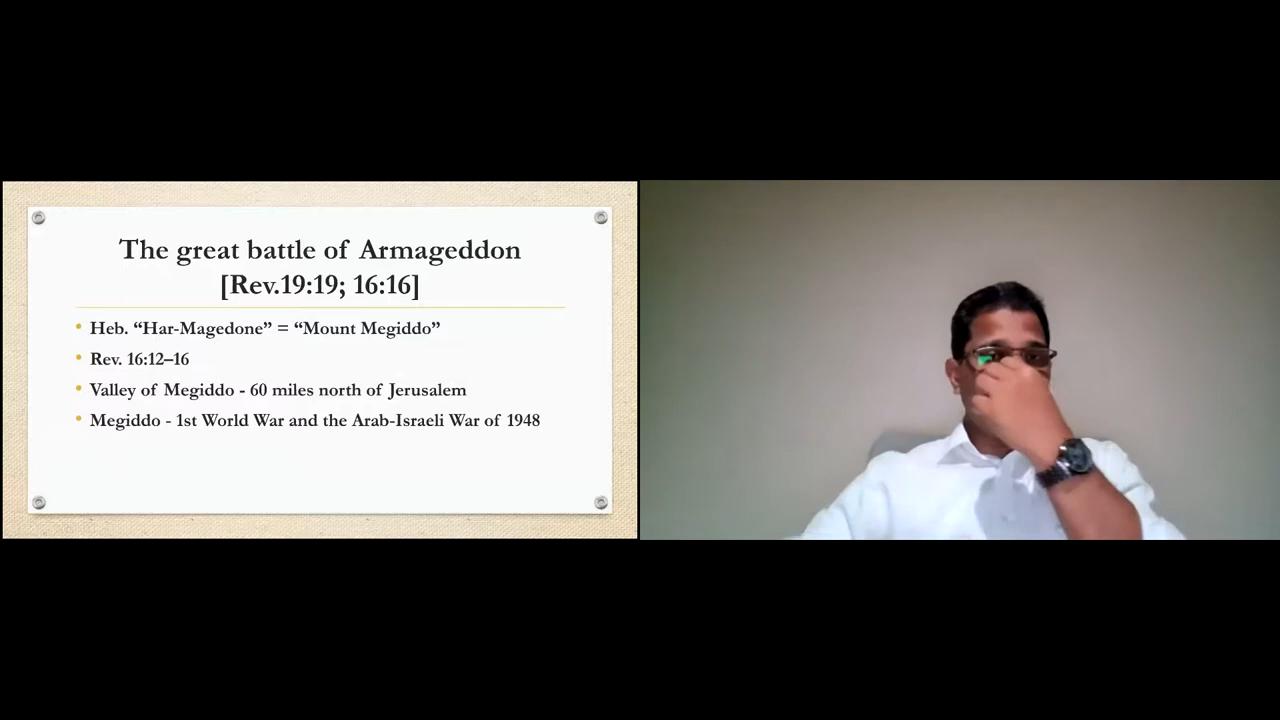 The great battle of Armageddon
[Rev.19:19; 16:16]
• Heb. “Har-Magedone” = “Mount Megiddo”
• Rev. 16:12–16
• Valley of Megiddo - 60 miles north of Jerusalem
• Megiddo - 1st World War and the Arab-Israeli War of 1948